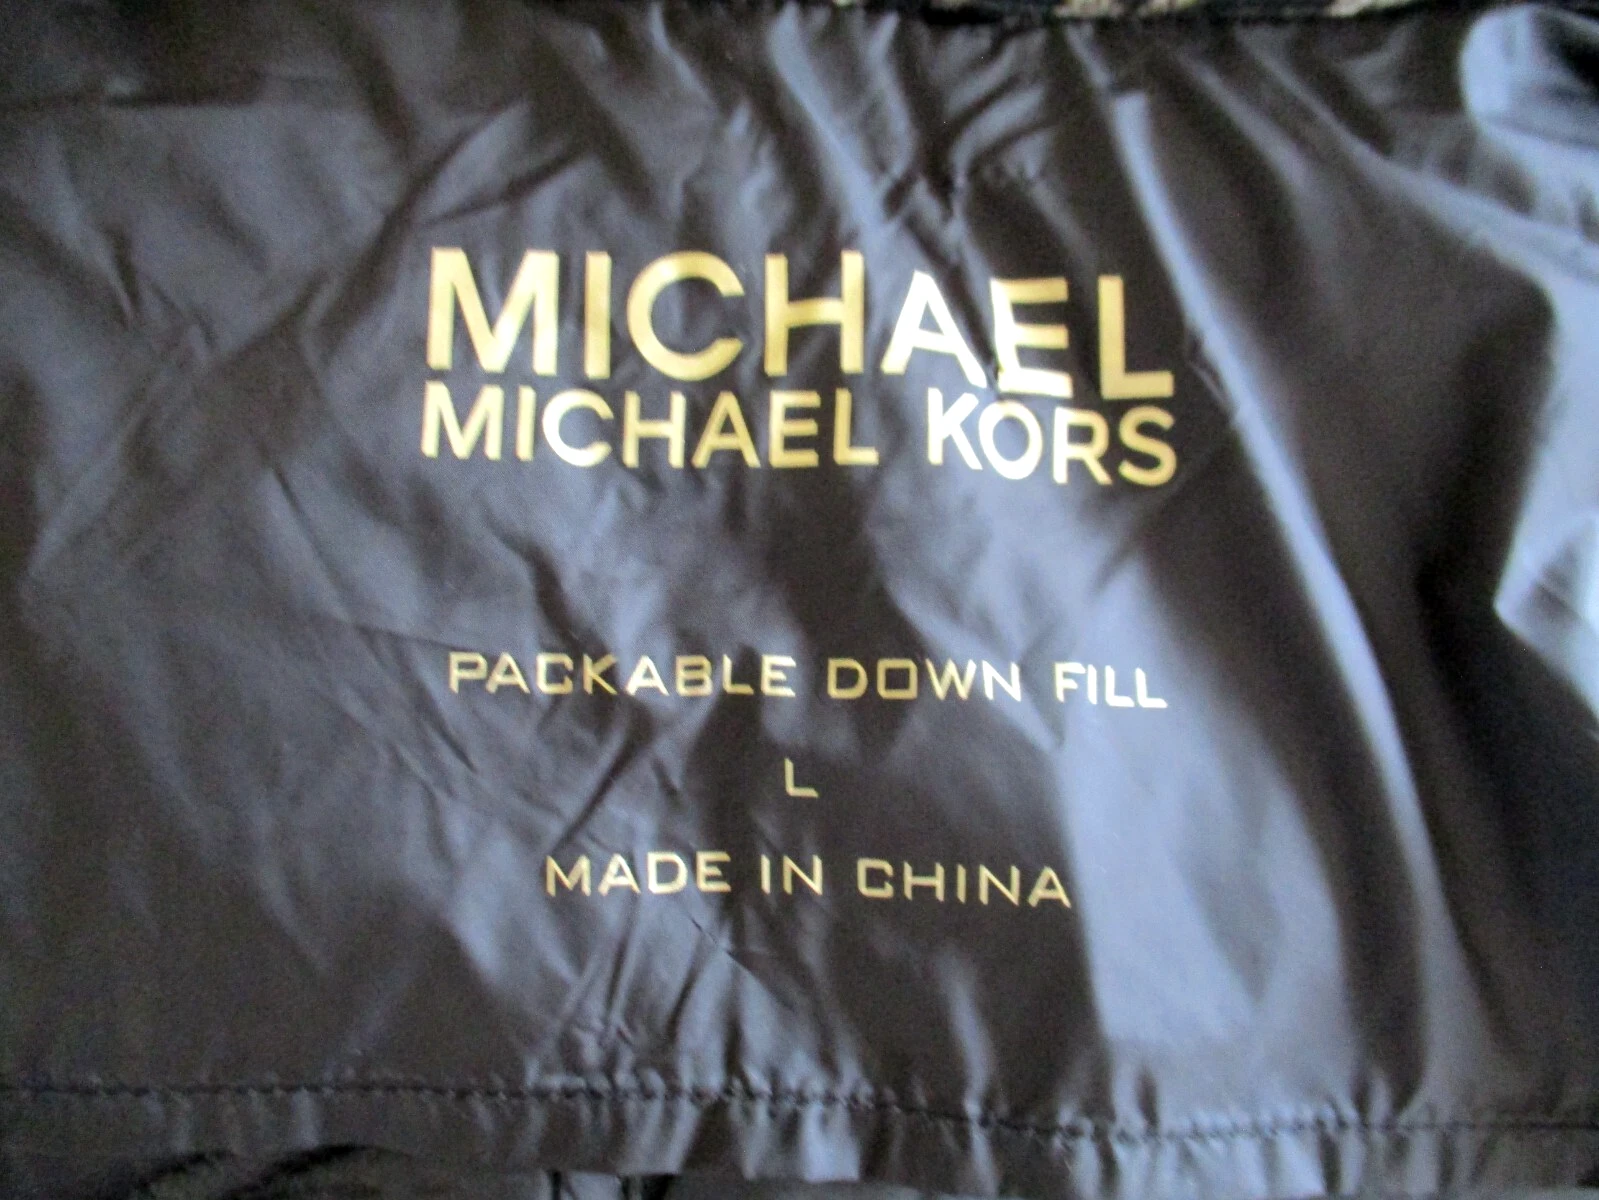 MICHAEL
MICHAEL KORS
PACKABLE DOWN FILL
L
MADE IN CHINA